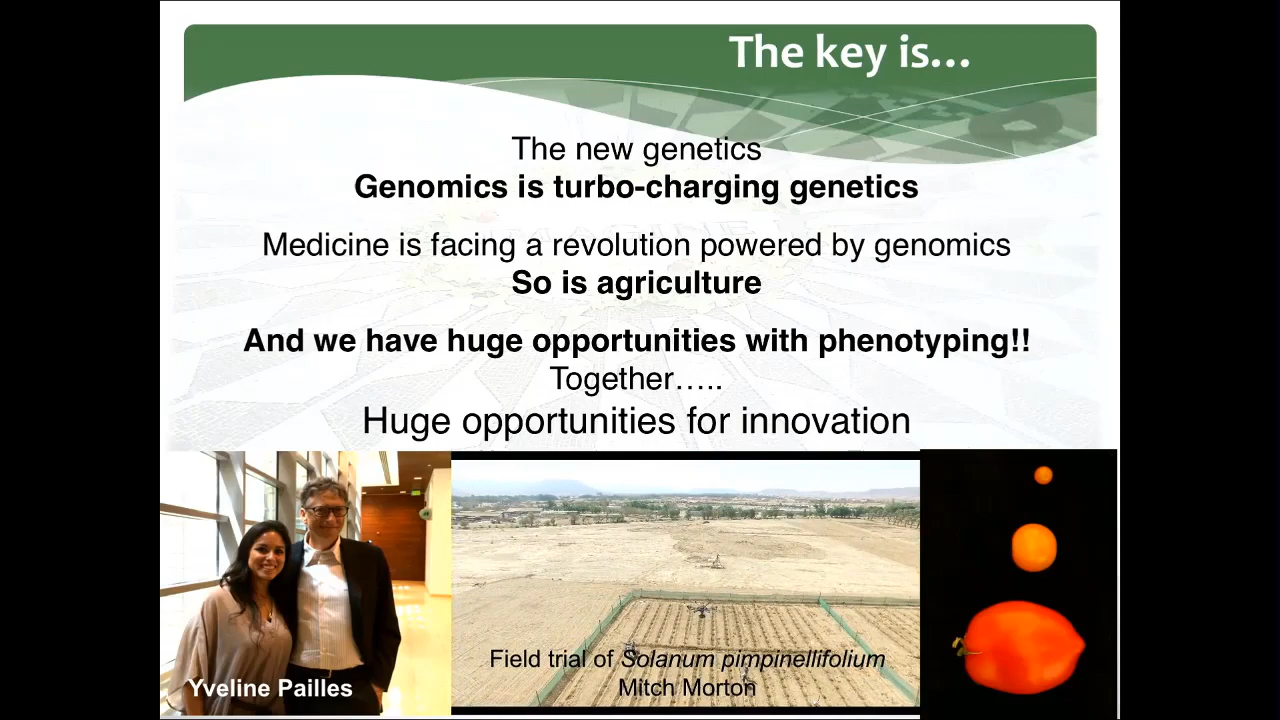 The key is...
The new genetics
Genomics is turbo-charging genetics
Medicine is facing a revolution powered by genomics
So is agriculture
And we have huge opportunities with phenotyping!!
Together.....
Huge opportunities for innovation
Yveline Pailles
Field trial of Solanum pimpinellifolium
Mitch Morton